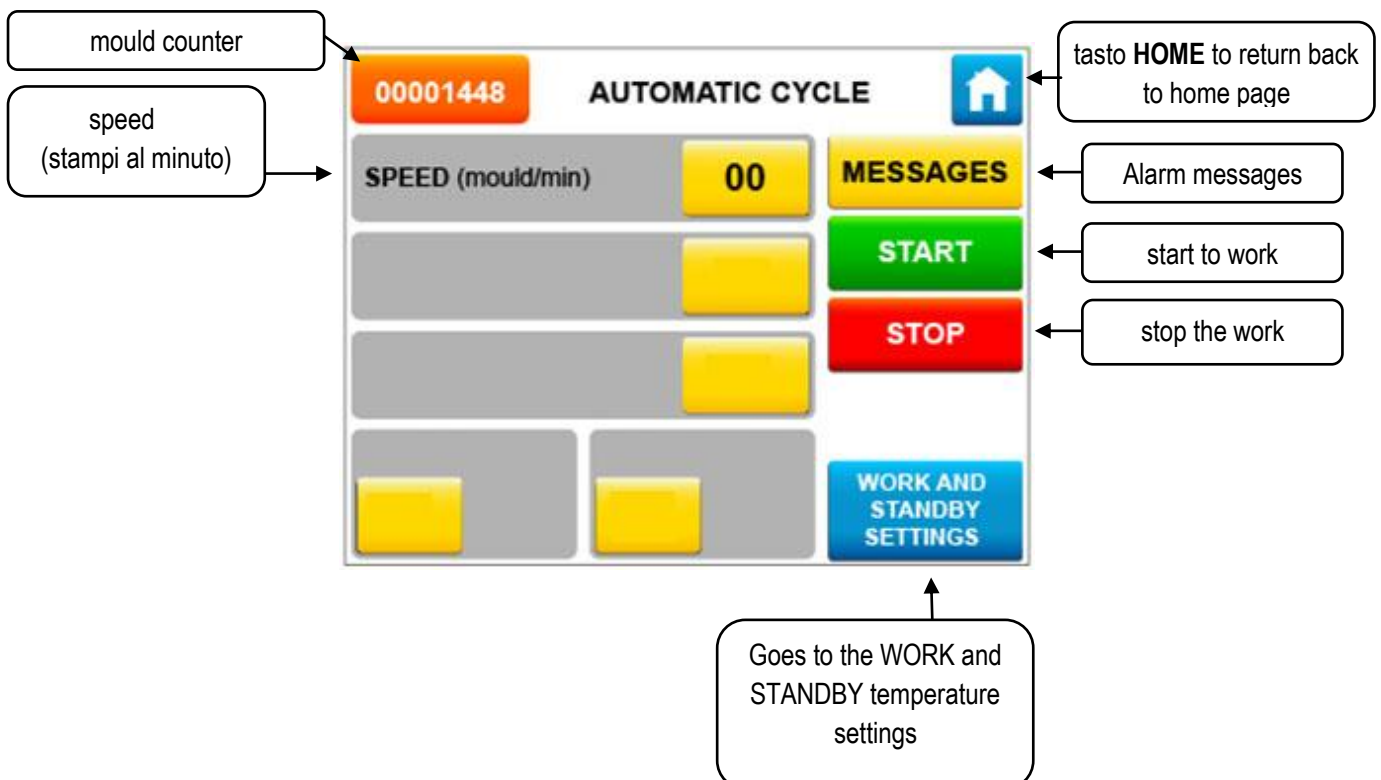 mould counter
tasto HOME to return back
to home page
00001448
AUTOMATIC CYCLE
speed
(stampi al minuto)
SPEED (mould/min)
00
MESSAGES
Alarm messages
START
start to work
STOP
stop the work
WORK AND
STANDBY
SETTINGS
Goes to the WORK and
STANDBY temperature
settings